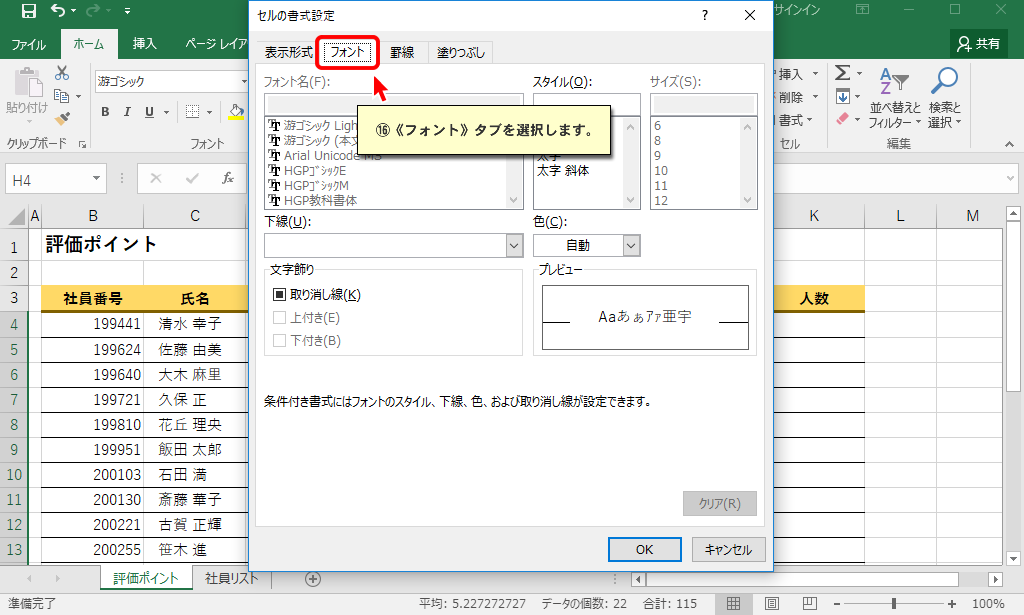 セルの書式設定
サインイン
ファイル
ホーム
挿入
ページ レイア
共有
表示形式
フォント
罫線
塗りつぶし
貼り付け
クリップボード
游ゴシック
B I U
フォント
挿入
削除
書式
セル
Σ
並べ替えと
フィルター
検索と
選択
編集
フォント名(F):
スタイル(O):
サイズ(S):
⑯《フォント》タブを選択します。
游ゴシック Ligh
游ゴシック (本文
Arial Unicode MS
HGPゴシックE
HGPゴシックM
HGP教科書体
太字
太字 斜体
6
8
9
10
11
12
下線(U):
色(C):
自動
文字飾り
取り消し線(K)
上付き(E)
下付き(B)
プレビュー
Aaあぁアァ亜宇
条件付き書式にはフォントのスタイル、下線、色、および取り消し線が設定できます。
クリア(R)
OK
キャンセル
H4
fx
A B C K L M
1 評価ポイント
2
3 社員番号 氏名 人数
4 199441 清水 幸子
5 199624 佐藤 由美
6 199640 大木 麻里
7 199721 久保 正
8 199810 花丘 理央
9 199951 飯田 太郎
10 200103 石田 満
11 200130 斎藤 華子
12 200221 古賀 正輝
13 200255 笹木 進
評価ポイント
社員リスト
準備完了
平均: 5.227272727 データの個数: 22 合計: 115
100%